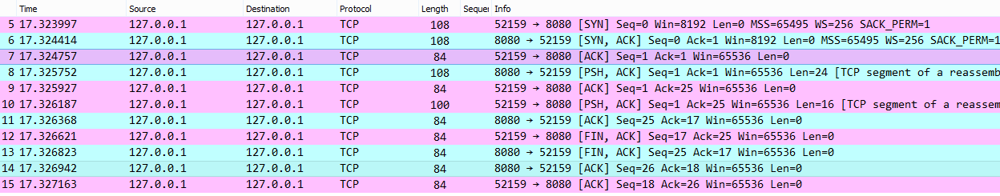 Time Source Destination Protocol Length Sequer Info
5 17.323997 127.0.0.1 127.0.0.1 TCP 108 52159 → 8080 [SYN] Seq=0 Win=8192 Len=0 MSS=65495 WS=256 SACK_PERM=1
6 17.324414 127.0.0.1 127.0.0.1 TCP 108 8080 → 52159 [SYN, ACK] Seq=0 Ack=1 Win=8192 Len=0 MSS=65495 WS=256 SACK_PERM=1
7 17.324757 127.0.0.1 127.0.0.1 TCP 84 52159 → 8080 [ACK] Seq=1 Ack=1 Win=65536 Len=0
8 17.325752 127.0.0.1 127.0.0.1 TCP 108 8080 → 52159 [PSH, ACK] Seq=1 Ack=1 Win=65536 Len=24 [TCP segment of a reassemb
9 17.325927 127.0.0.1 127.0.0.1 TCP 84 52159 → 8080 [ACK] Seq=1 Ack=25 Win=65536 Len=0
10 17.326187 127.0.0.1 127.0.0.1 TCP 100 52159 → 8080 [PSH, ACK] Seq=1 Ack=25 Win=65536 Len=16 [TCP segment of a reassem
11 17.326368 127.0.0.1 127.0.0.1 TCP 84 8080 → 52159 [ACK] Seq=25 Ack=17 Win=65536 Len=0
12 17.326621 127.0.0.1 127.0.0.1 TCP 84 52159 → 8080 [FIN, ACK] Seq=17 Ack=25 Win=65536 Len=0
13 17.326823 127.0.0.1 127.0.0.1 TCP 84 8080 → 52159 [FIN, ACK] Seq=25 Ack=17 Win=65536 Len=0
14 17.326942 127.0.0.1 127.0.0.1 TCP 84 8080 → 52159 [ACK] Seq=26 Ack=18 Win=65536 Len=0
15 17.327163 127.0.0.1 127.0.0.1 TCP 84 52159 → 8080 [ACK] Seq=18 Ack=26 Win=65536 Len=0